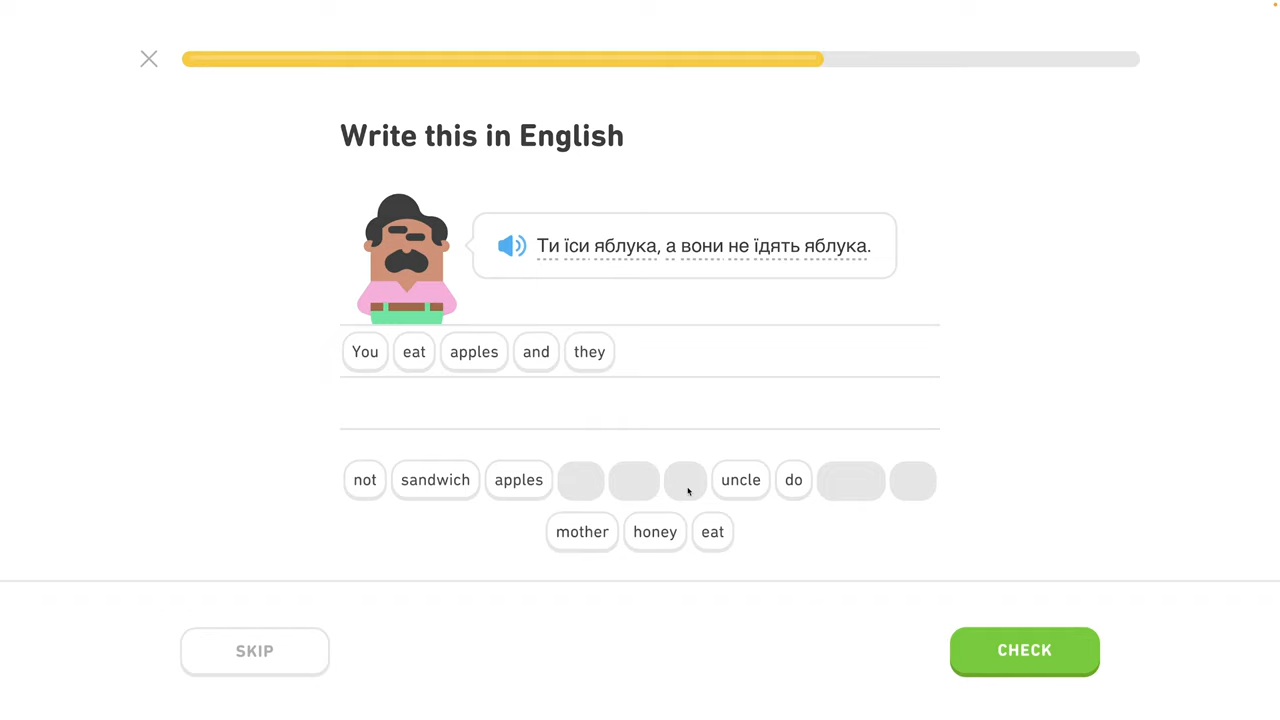 Write this in English
Ти їси яблука, а вони не їдять яблука.
You eat apples and they
not sandwich apples uncle do
mother honey eat
SKIP CHECK